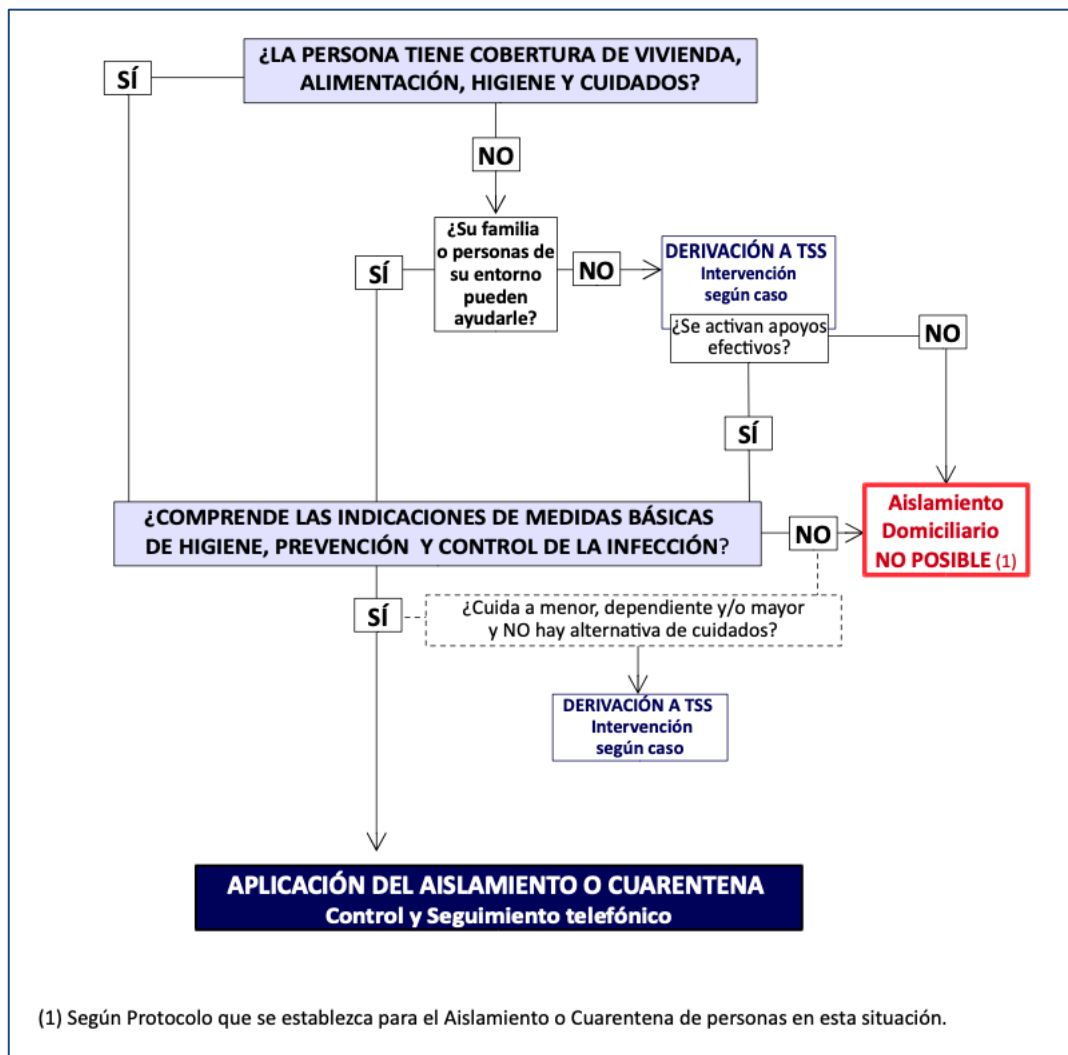 ¿LA PERSONA TIENE COBERTURA DE VIVIENDA,
ALIMENTACIÓN, HIGIENE Y CUIDADOS?
SÍ
NO
¿Su familia
o personas de
su entorno
pueden
ayudarle?
SÍ
NO
DERIVACIÓN A TSS
Intervención
según caso
¿Se activan apoyos
efectivos?
NO
SÍ
¿COMPRENDE LAS INDICACIONES DE MEDIDAS BÁSICAS
DE HIGIENE, PREVENCIÓN Y CONTROL DE LA INFECCIÓN?
NO
Aislamiento
Domiciliario
NO POSIBLE (1)
SÍ
¿Cuida a menor, dependiente y/o mayor
y NO hay alternativa de cuidados?
DERIVACIÓN A TSS
Intervención
según caso
APLICACIÓN DEL AISLAMIENTO O CUARENTENA
Control y Seguimiento telefónico
(1) Según Protocolo que se establezca para el Aislamiento o Cuarentena de personas en esta situación.